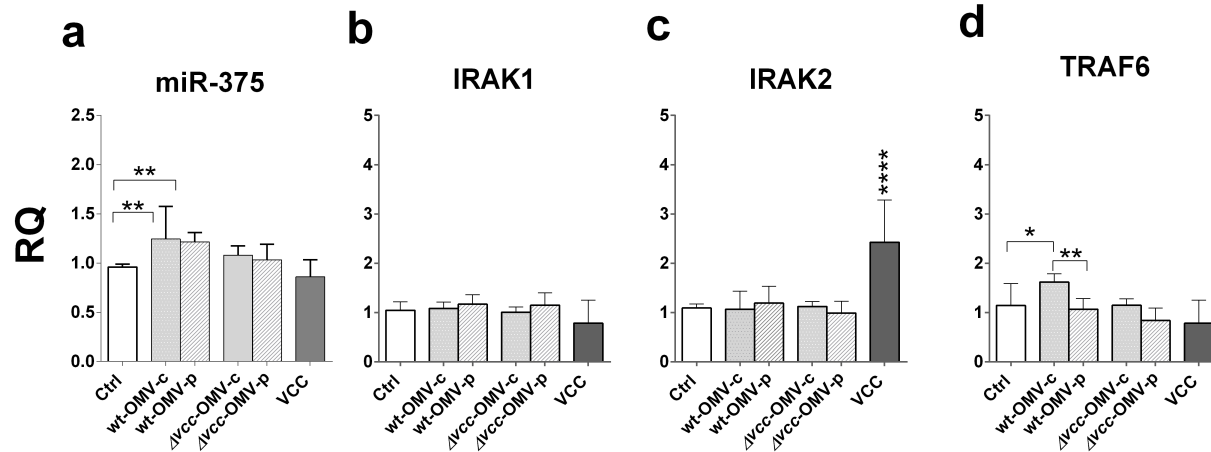 a
miR-375
RQ
2.5
2.0
1.5
1.0
0.5
0.0
**
**
Ctrl
wt-OMV-c
wt-OMV-p
Δvcc-OMV-c
Δvcc-OMV-p
VCC
b
IRAK1
5
4
3
2
1
0
Ctrl
wt-OMV-c
wt-OMV-p
Δvcc-OMV-c
Δvcc-OMV-p
VCC
c
IRAK2
5
4
3
2
1
0
****
Ctrl
wt-OMV-c
wt-OMV-p
Δvcc-OMV-c
Δvcc-OMV-p
VCC
d
TRAF6
5
4
3
2
1
0
*
**
Ctrl
wt-OMV-c
wt-OMV-p
Δvcc-OMV-c
Δvcc-OMV-p
VCC